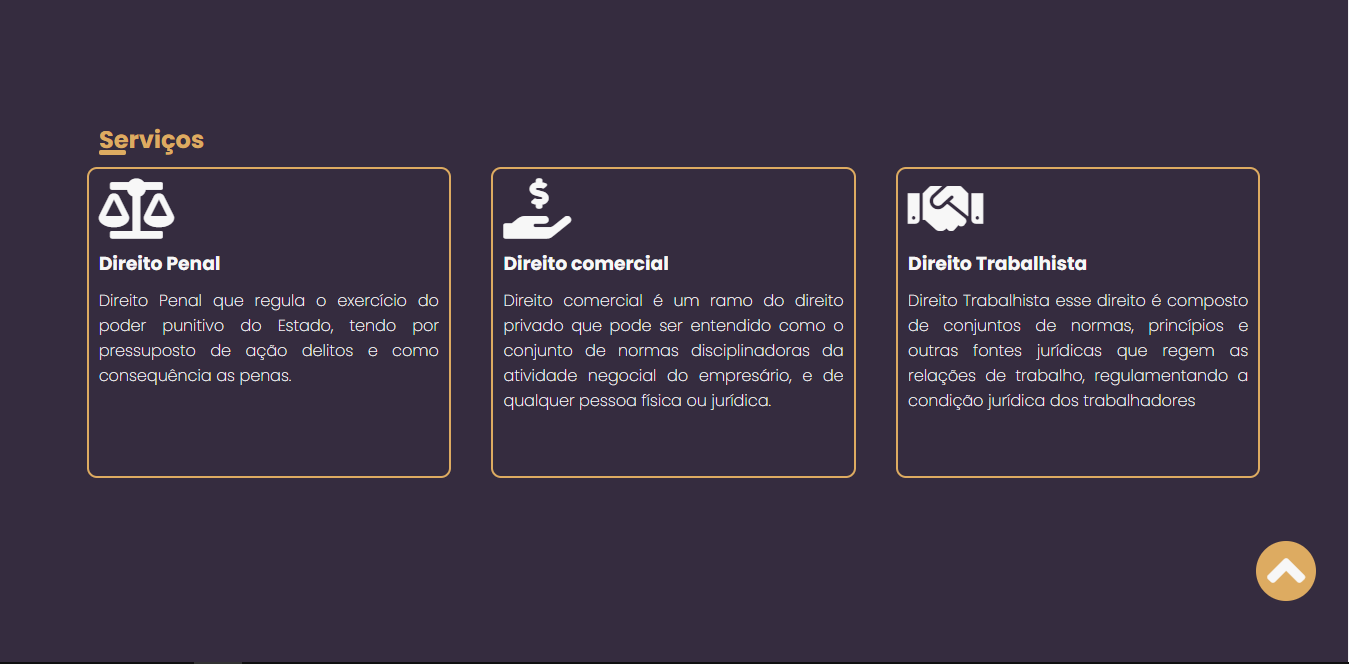 Serviços
$
Direito Penal
Direito Penal que regula o exercício do
poder punitivo do Estado, tendo por
pressuposto de ação delitos e como
consequência as penas.
Direito comercial
Direito comercial é um ramo do direito
privado que pode ser entendido como o
conjunto de normas disciplinadoras da
atividade negocial do empresário, e de
qualquer pessoa física ou jurídica.
Direito Trabalhista
Direito Trabalhista esse direito é composto
de conjuntos de normas, princípios e
outras fontes jurídicas que regem as
relações de trabalho, regulamentando a
condição jurídica dos trabalhadores